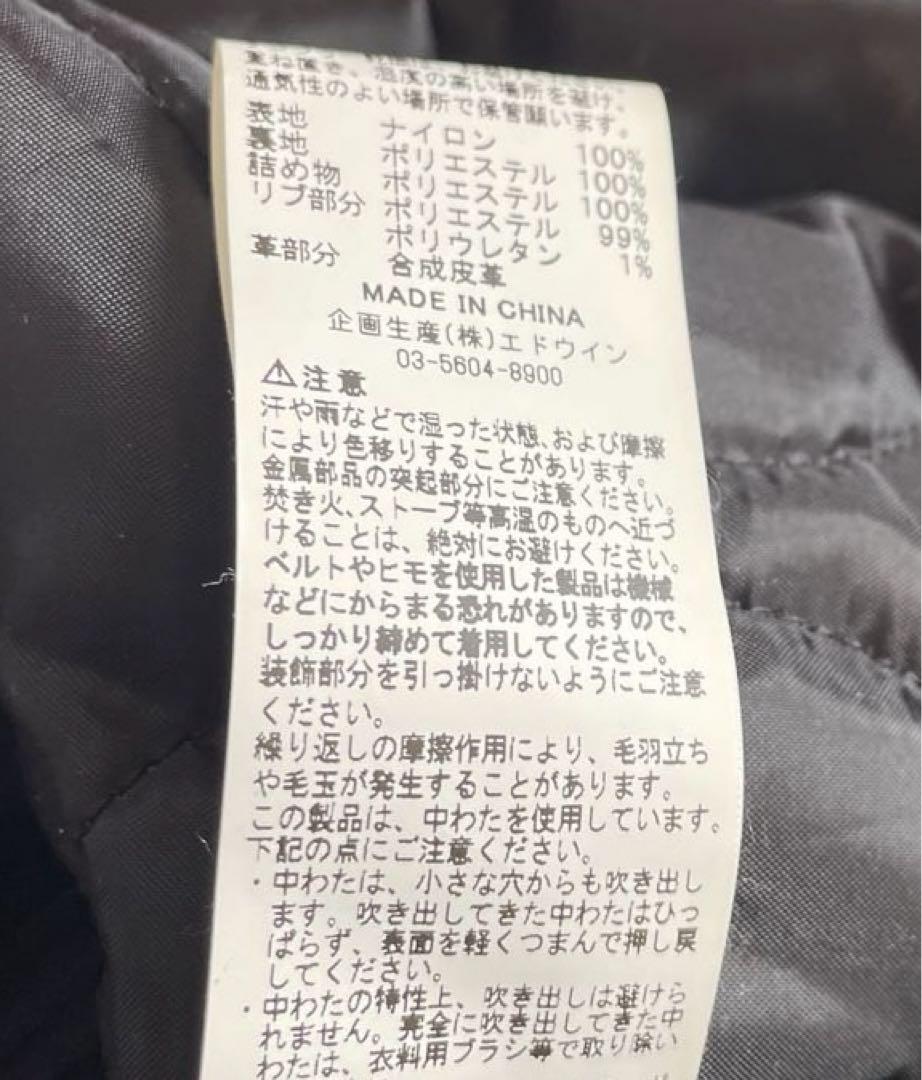 重ね置き、湿度の高い場所を避け、
通気性のよい場所で保管願います。
表地 ナイロン 100%
裏地 ポリエステル 100%
詰め物 ポリエステル 100%
リブ部分 ポリエステル 99%
ポリウレタン 1%
革部分 合成皮革
MADE IN CHINA
企画生産(株)エドウイン
03-5604-8900
⚠注意
汗や雨などで湿った状態、および摩擦
により色移りすることがあります。
金属部品の突起部分にご注意ください。
焚き火、ストーブ等高温のものへ近づ
けることは、絶対にお避けください。
ベルトやヒモを使用した製品は機械
などにからまる恐れがありますので、
しっかり締めて着用してください。
装飾部分を引っ掛けないようにご注意
ください。
繰り返しの摩擦作用により、毛羽立ち
や毛玉が発生することがあります。
この製品は、中わたを使用しています。
下記の点にご注意ください。
・中わたは、小さな穴からも吹き出し
ます。吹き出してきた中わたはひっ
ぱらず、表面を軽くつまんで押し戻
してください。
・中わたの特性上、吹き出しは避けら
れません。完全に吹き出してきた中
わたは、衣料用ブラシ等で取り除い